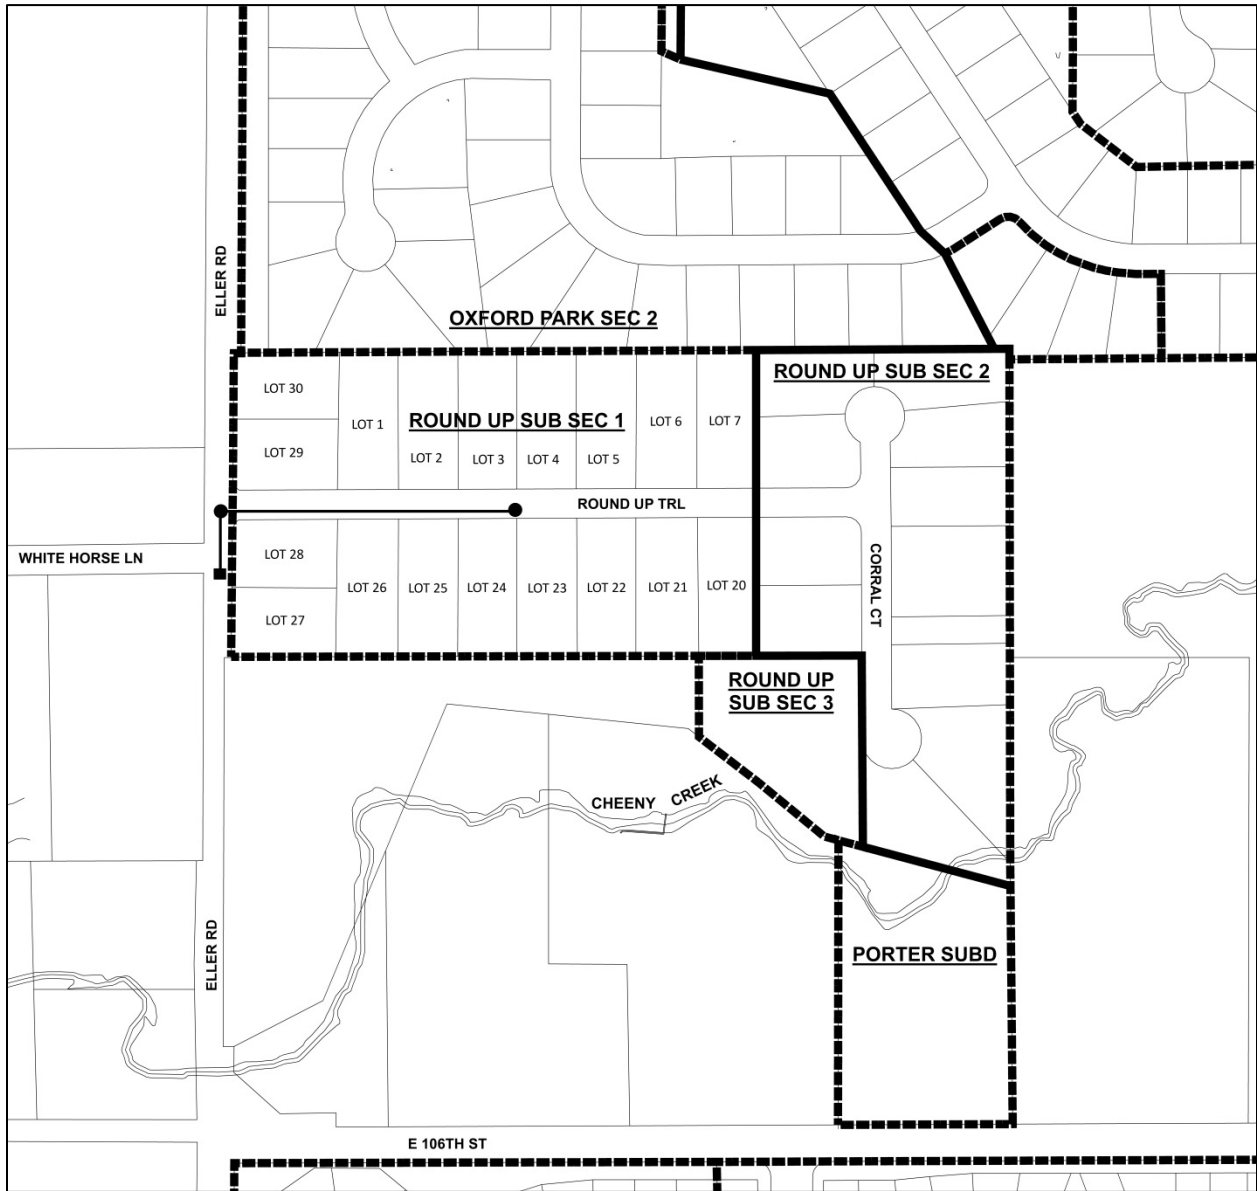 ELLER RD
OXFORD PARK SEC 2
ROUND UP SUB SEC 2
LOT 30
LOT 1
ROUND UP SUB SEC 1
LOT 6
LOT 7
LOT 29
LOT 2
LOT 3
LOT 4
LOT 5
ROUND UP TRL
WHITE HORSE LN
LOT 28
LOT 26
LOT 25
LOT 24
LOT 23
LOT 22
LOT 21
LOT 20
CORRAL CT
LOT 27
ROUND UP
SUB SEC 3
CHEENY CREEK
ELLER RD
PORTER SUBD
E 106TH ST